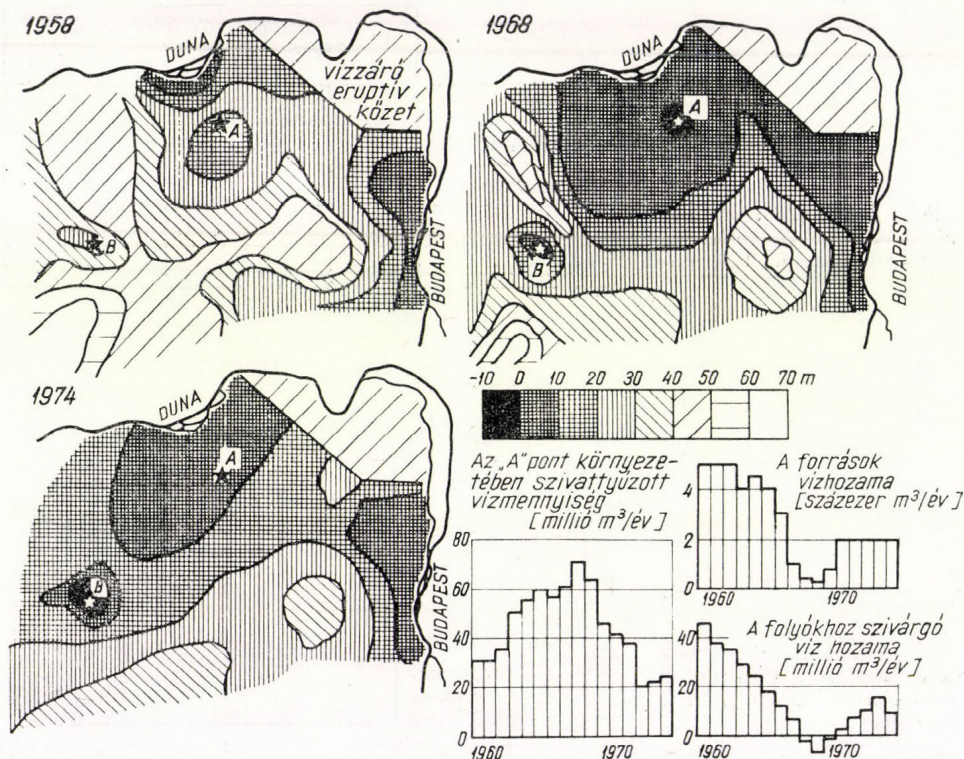 1958
DUNA
vízzáró
eruptív
kőzet
A
B
BUDAPEST
1968
DUNA
A
B
BUDAPEST
1974
DUNA
A
B
BUDAPEST
-10 0 10 20 30 40 50 60 70 m
Az „A" pont környeze-
tében szivattyúzott
vízmennyiség
[millió m³/év]
80
60
40
20
0
1960 1970
A források
vízhozama
[százezer m³/év]
4
2
0
1960 1970
A folyókhoz szivárgó
víz hozama
[millió m³/év]
40
20
0
1960 1970